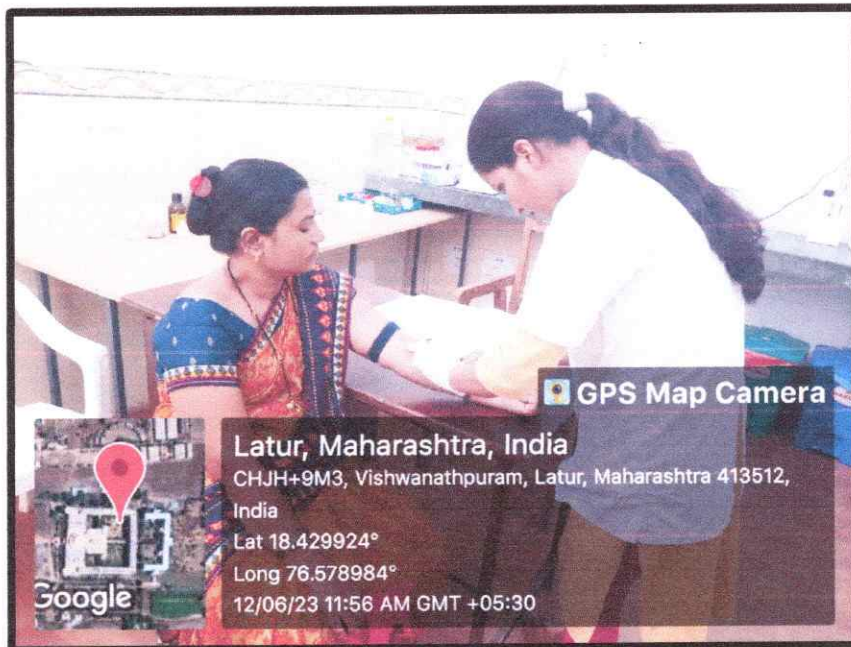 GPS Map Camera
Latur, Maharashtra, India
CHJH+9M3, Vishwanathpuram, Latur, Maharashtra 413512,
India
Lat 18.429924°
Long 76.578984°
12/06/23 11:56 AM GMT +05:30
Google